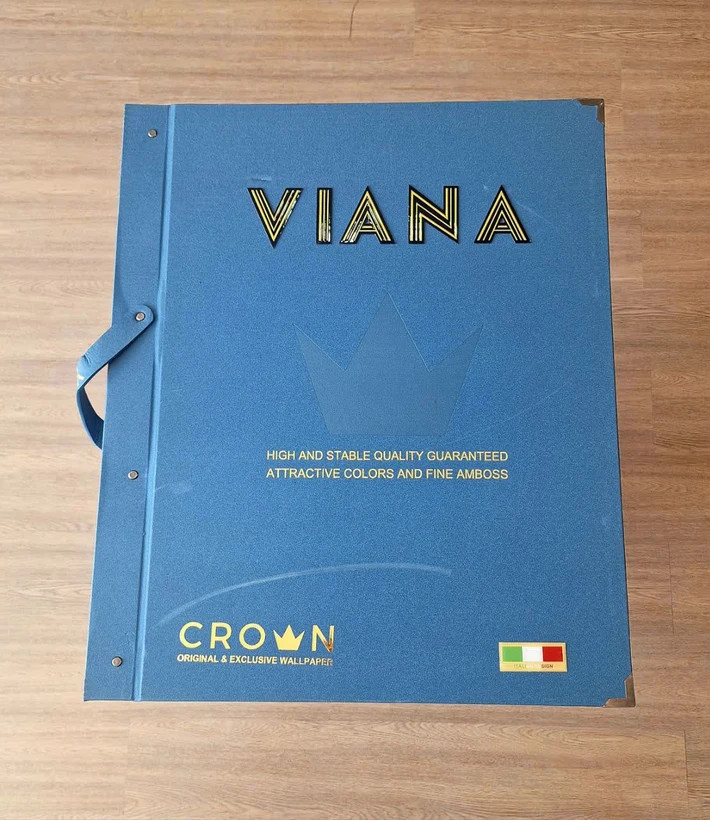 VIANA
HIGH AND STABLE QUALITY GUARANTEED
ATTRACTIVE COLORS AND FINE AMBOSS
CROWN
ORIGINAL & EXCLUSIVE WALLPAPER